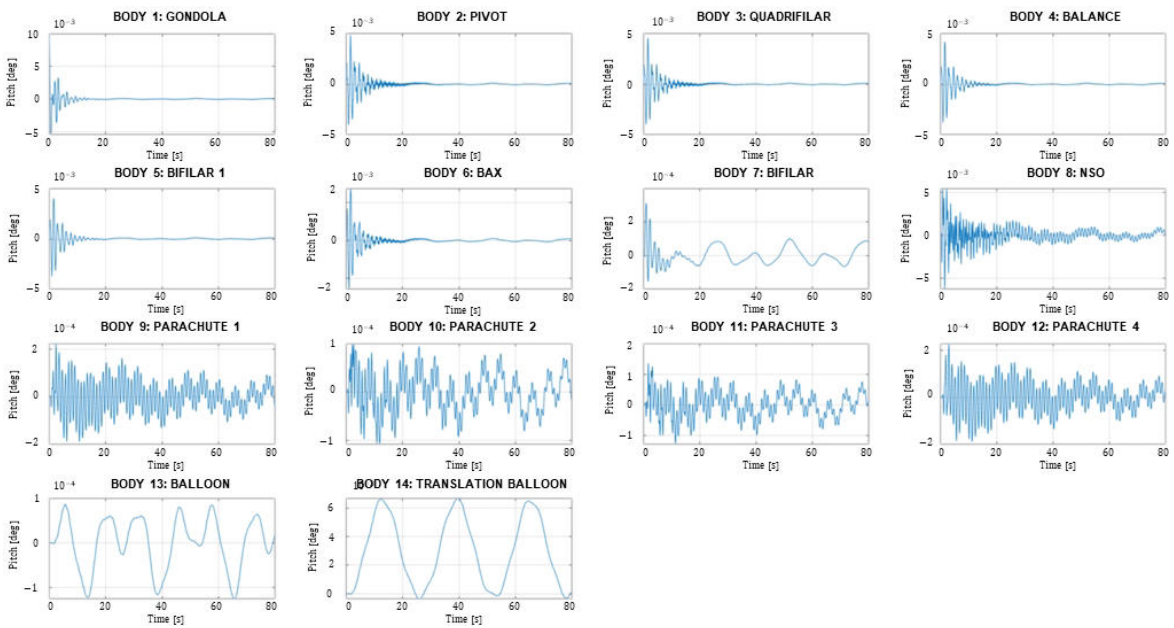 BODY 1: GONDOLA
10⁻³
Pitch [deg]
10
5
0
−5
0 20 40 60 80
Time [s]
BODY 2: PIVOT
10⁻³
Pitch [deg]
5
0
−5
0 20 40 60 80
Time [s]
BODY 3: QUADRIFILAR
10⁻³
Pitch [deg]
5
0
−5
0 20 40 60 80
Time [s]
BODY 4: BALANCE
10⁻³
Pitch [deg]
5
0
−5
0 20 40 60 80
Time [s]
BODY 5: BIFILAR 1
10⁻³
Pitch [deg]
5
0
−5
0 20 40 60 80
Time [s]
BODY 6: BAX
10⁻³
Pitch [deg]
2
1
0
−2
0 20 40 60 80
Time [s]
BODY 7: BIFILAR
10⁻⁴
Pitch [deg]
2
0
−2
0 20 40 60 80
Time [s]
BODY 8: NSO
10⁻³
Pitch [deg]
5
0
−5
0 20 40 60 80
Time [s]
BODY 9: PARACHUTE 1
10⁻⁴
Pitch [deg]
2
0
−2
0 20 40 60 80
Time [s]
BODY 10: PARACHUTE 2
10⁻⁴
Pitch [deg]
1
0
−1
0 20 40 60 80
Time [s]
BODY 11: PARACHUTE 3
10⁻⁴
Pitch [deg]
2
1
0
−1
0 20 40 60 80
Time [s]
BODY 12: PARACHUTE 4
10⁻⁴
Pitch [deg]
2
0
−2
0 20 40 60 80
Time [s]
BODY 13: BALLOON
10⁻⁴
Pitch [deg]
1
0
−1
0 20 40 60 80
Time [s]
BODY 14: TRANSLATION BALLOON
Pitch [deg]
6
4
2
0
0 20 40 60 80
Time [s]